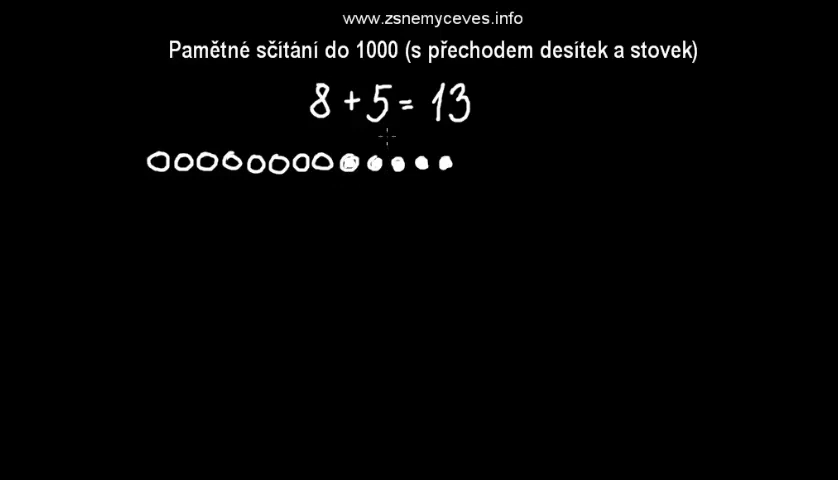 www.zsnemyceves.info
Pamětné sčítání do 1000 (s přechodem desítek a stovek)
8 + 5 = 13